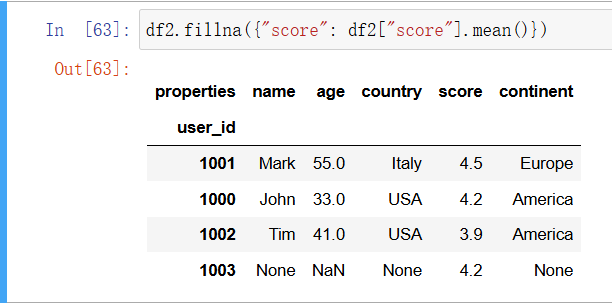 In [63]: df2.fillna({"score": df2["score"].mean()})
Out[63]:
properties name age country score continent
user_id
1001 Mark 55.0 Italy 4.5 Europe
1000 John 33.0 USA 4.2 America
1002 Tim 41.0 USA 3.9 America
1003 None NaN None 4.2 None